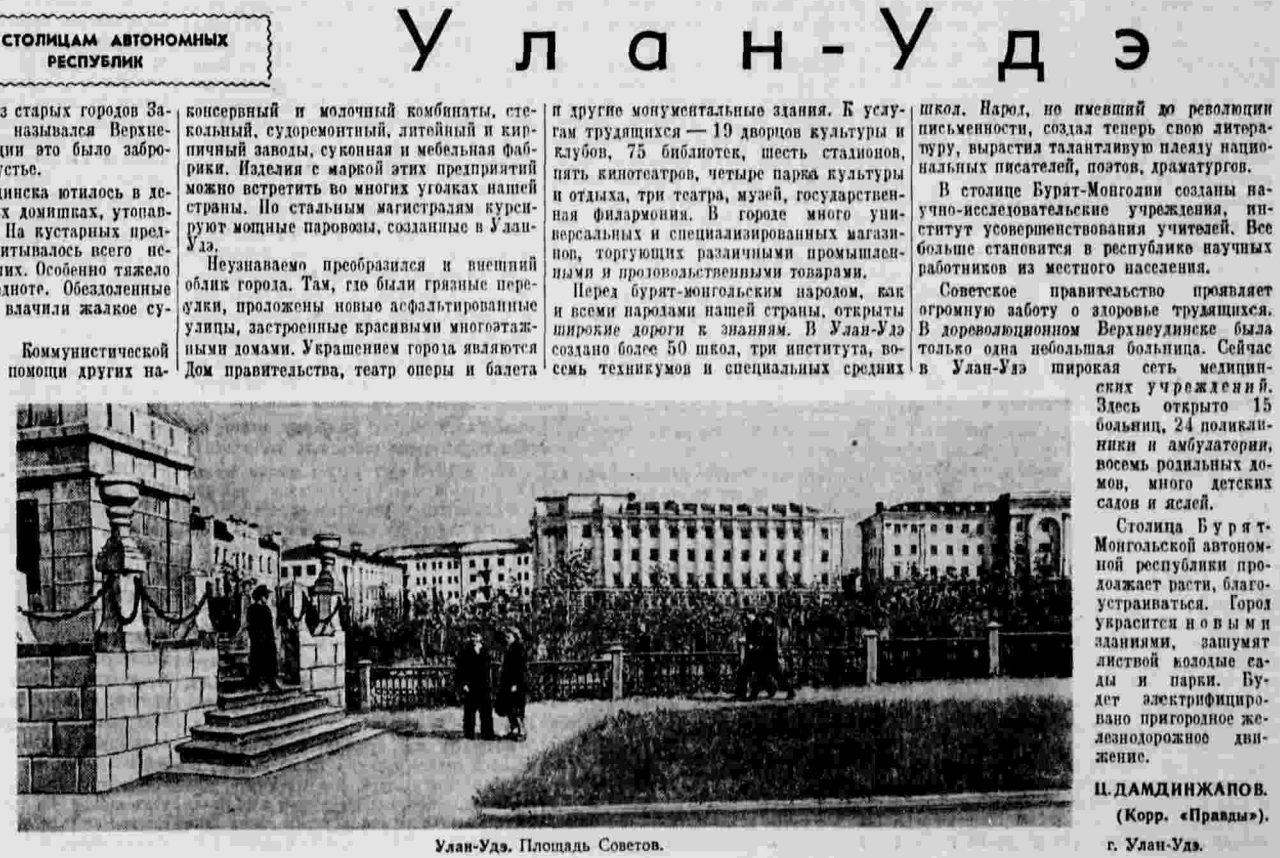 СТОЛИЦАМ АВТОНОМНЫХ
РЕСПУБЛИК
Улан-Удэ
з старых городов За-
назывался Верхне-
ции это было забро-
устье.
динска ютилось в де-
х домишках, утопав-
На кустарных пред-
итывалось всего не-
их. Особенно тяжело
дноте. Обездоленные
влачили жалкое су-
Коммунистической
помощи других на-
консервный и молочный комбинаты, сте-
кольный, судоремонтный, литейный и кир-
пичный заводы, суконная и мебельная фаб-
рики. Изделия с маркой этих предприятий
можно встретить во многих уголках нашей
страны. По стальным магистралям курси-
руют мощные паровозы, созданные в Улан-
Удэ.
Неузнаваемо преобразился и внешний
облик города. Там, где были грязные пере-
улки, проложены новые асфальтированные
улицы, застроенные красивыми многоэтаж-
ными домами. Украшением города являются
Дом правительства, театр оперы и балета
и другие монументальные здания. К услу-
гам трудящихся — 19 дворцов культуры и
клубов, 75 библиотек, шесть стадионов,
пять кинотеатров, четыре парка культуры
и отдыха, три театра, музей, государствен-
ная филармония. В городе много уни-
версальных и специализированных магази-
нов, торгующих различными промышлен-
ными и продовольственными товарами.
Перед бурят-монгольским народом, как
и всеми народами нашей страны, открыты
широкие дороги к знаниям. В Улан-Удэ
создано более 50 школ, три института, во-
семь техникумов и специальных средних
школ. Народ, не имевший до революции
письменности, создал теперь свою литера-
туру, вырастил талантливую плеяду нацио-
нальных писателей, поэтов, драматургов.
В столице Бурят-Монголии созданы на-
учно-исследовательские учреждения, ин-
ститут усовершенствования учителей. Все
больше становится в республике научных
работников из местного населения.
Советское правительство проявляет
огромную заботу о здоровье трудящихся.
В дореволюционном Верхнеудинске была
только одна небольшая больница. Сейчас
в Улан-Удэ широкая сеть медицин-
ских учреждений.
Здесь открыто 15
больниц, 24 поликли-
ники и амбулатории,
восемь родильных до-
мов, много детских
садов и яслей.
Столица Бурят-
Монгольской автоном-
ной республики про-
должает расти, благо-
устраиваться. Город
украсится новыми
зданиями, зашумят
листвой молодые са-
ды и парки. Бу-
дет электрифициро-
вано пригородное же-
лезнодорожное дви-
жение.
Ц. ДАМДИНЖАПОВ.
(Корр. «Правды»).
г. Улан-Удэ.
Улан-Удэ. Площадь Советов.